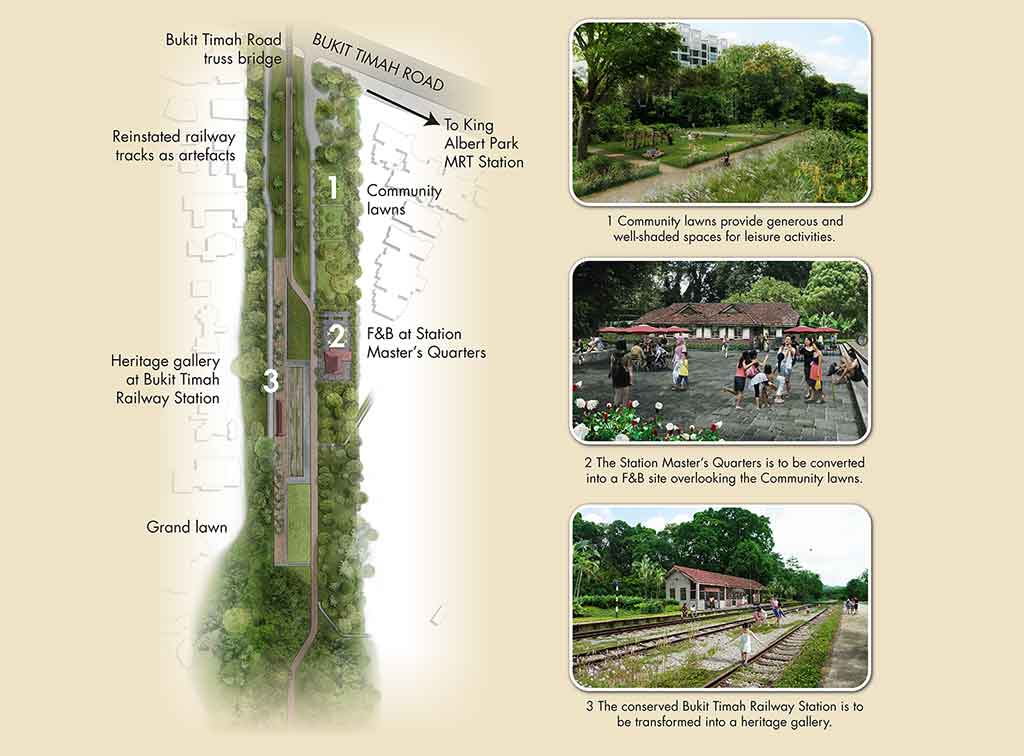 Bukit Timah Road
truss bridge
BUKIT TIMAH ROAD
To King
Albert Park
MRT Station
Reinstated railway
tracks as artefacts
1
Community
lawns
2
F&B at Station
Master's Quarters
Heritage gallery
at Bukit Timah
Railway Station
3
Grand lawn
1 Community lawns provide generous and
well-shaded spaces for leisure activities.
2 The Station Master's Quarters is to be converted
into a F&B site overlooking the Community lawns.
3 The conserved Bukit Timah Railway Station is to
be transformed into a heritage gallery.